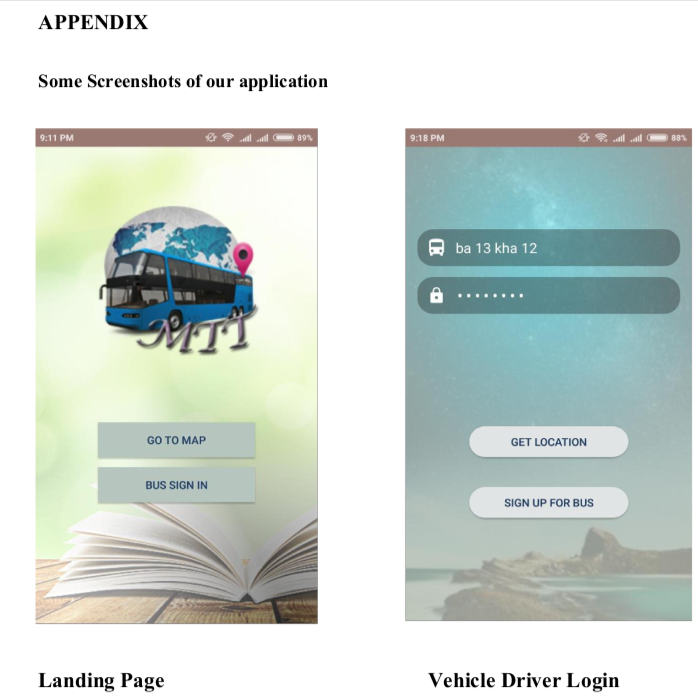 APPENDIX
Some Screenshots of our application
9:11 PM 89%
MTT
GO TO MAP
BUS SIGN IN
9:18 PM 88%
ba 13 kha 12
••••••••
GET LOCATION
SIGN UP FOR BUS
Landing Page
Vehicle Driver Login